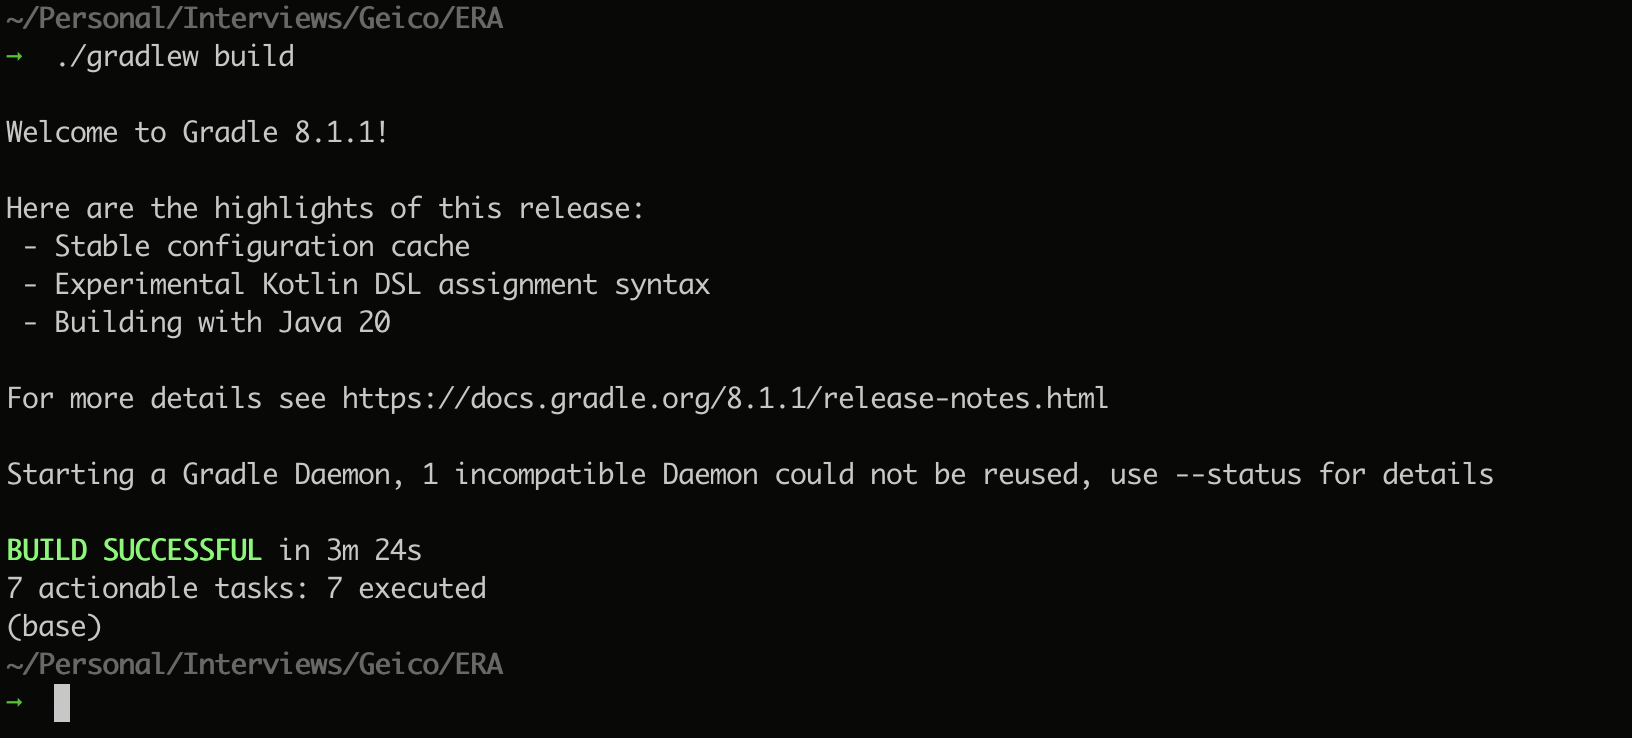 ~/Personal/Interviews/Geico/ERA
→ ./gradlew build
Welcome to Gradle 8.1.1!
Here are the highlights of this release:
- Stable configuration cache
- Experimental Kotlin DSL assignment syntax
- Building with Java 20
For more details see https://docs.gradle.org/8.1.1/release-notes.html
Starting a Gradle Daemon, 1 incompatible Daemon could not be reused, use --status for details
BUILD SUCCESSFUL in 3m 24s
7 actionable tasks: 7 executed
(base)
~/Personal/Interviews/Geico/ERA
→